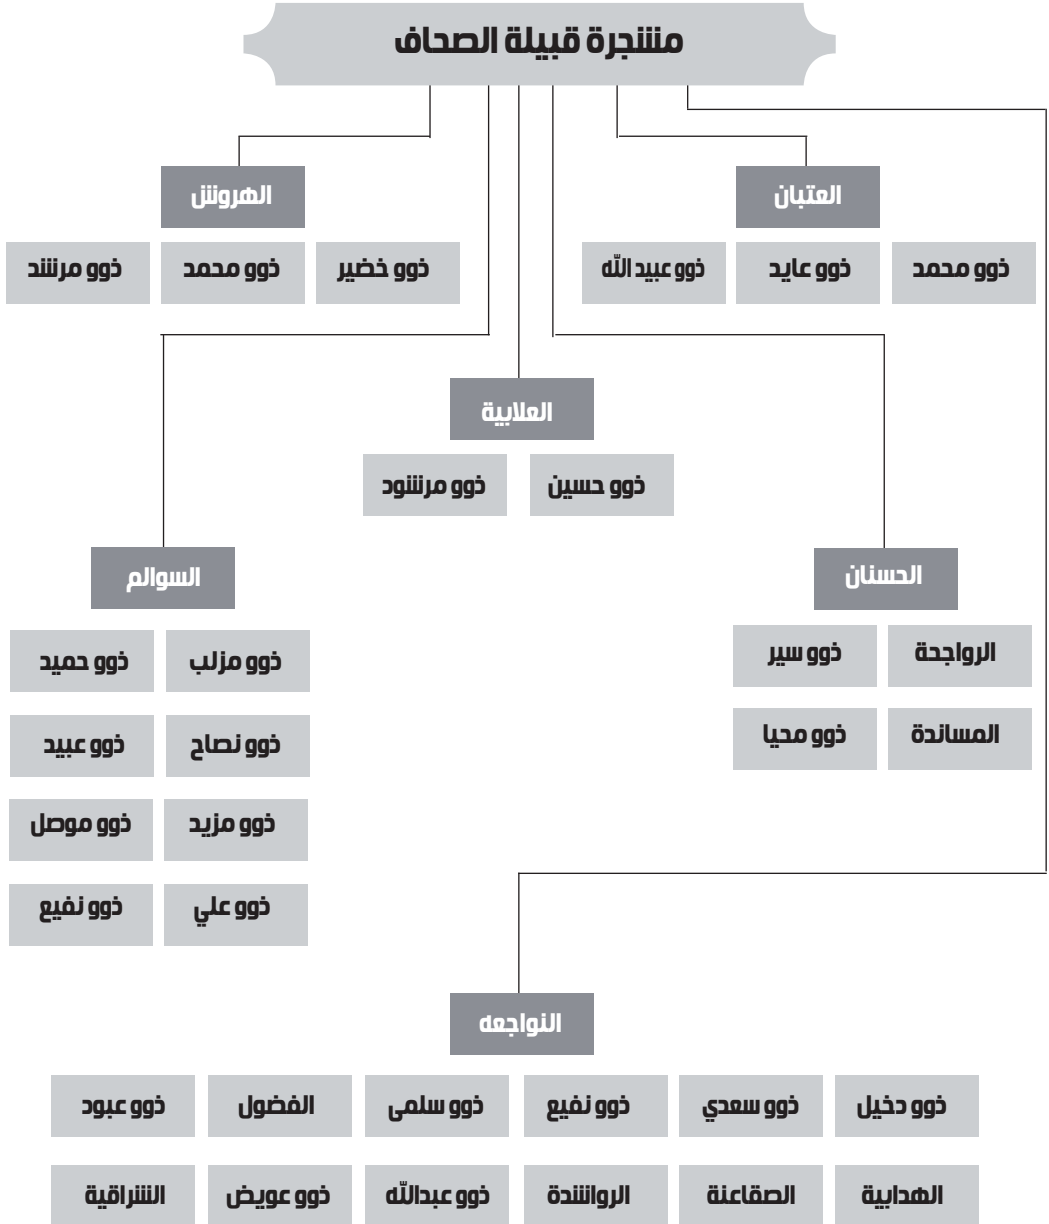 مشجرة قبيلة الصحاف
العتبان
الهروش
ذوو محمد
ذوو عايد
ذوو عبيد الله
ذوو خضير
ذوو محمد
ذوو مرشد
العلابية
ذوو حسين
ذوو مرشود
الحسنان
السوالم
الرواجحة
ذوو سير
المساندة
ذوو محيا
ذوو مزلب
ذوو حميد
ذوو نصاح
ذوو عبيد
ذوو مزيد
ذوو موصل
ذوو علي
ذوو نفيع
النواجعه
ذوو دخيل
ذوو سعدي
ذوو نفيع
ذوو سلمى
الفضول
ذوو عبود
الهدابية
الصقاعنة
الرواشدة
ذوو عبدالله
ذوو عويض
الشراقية